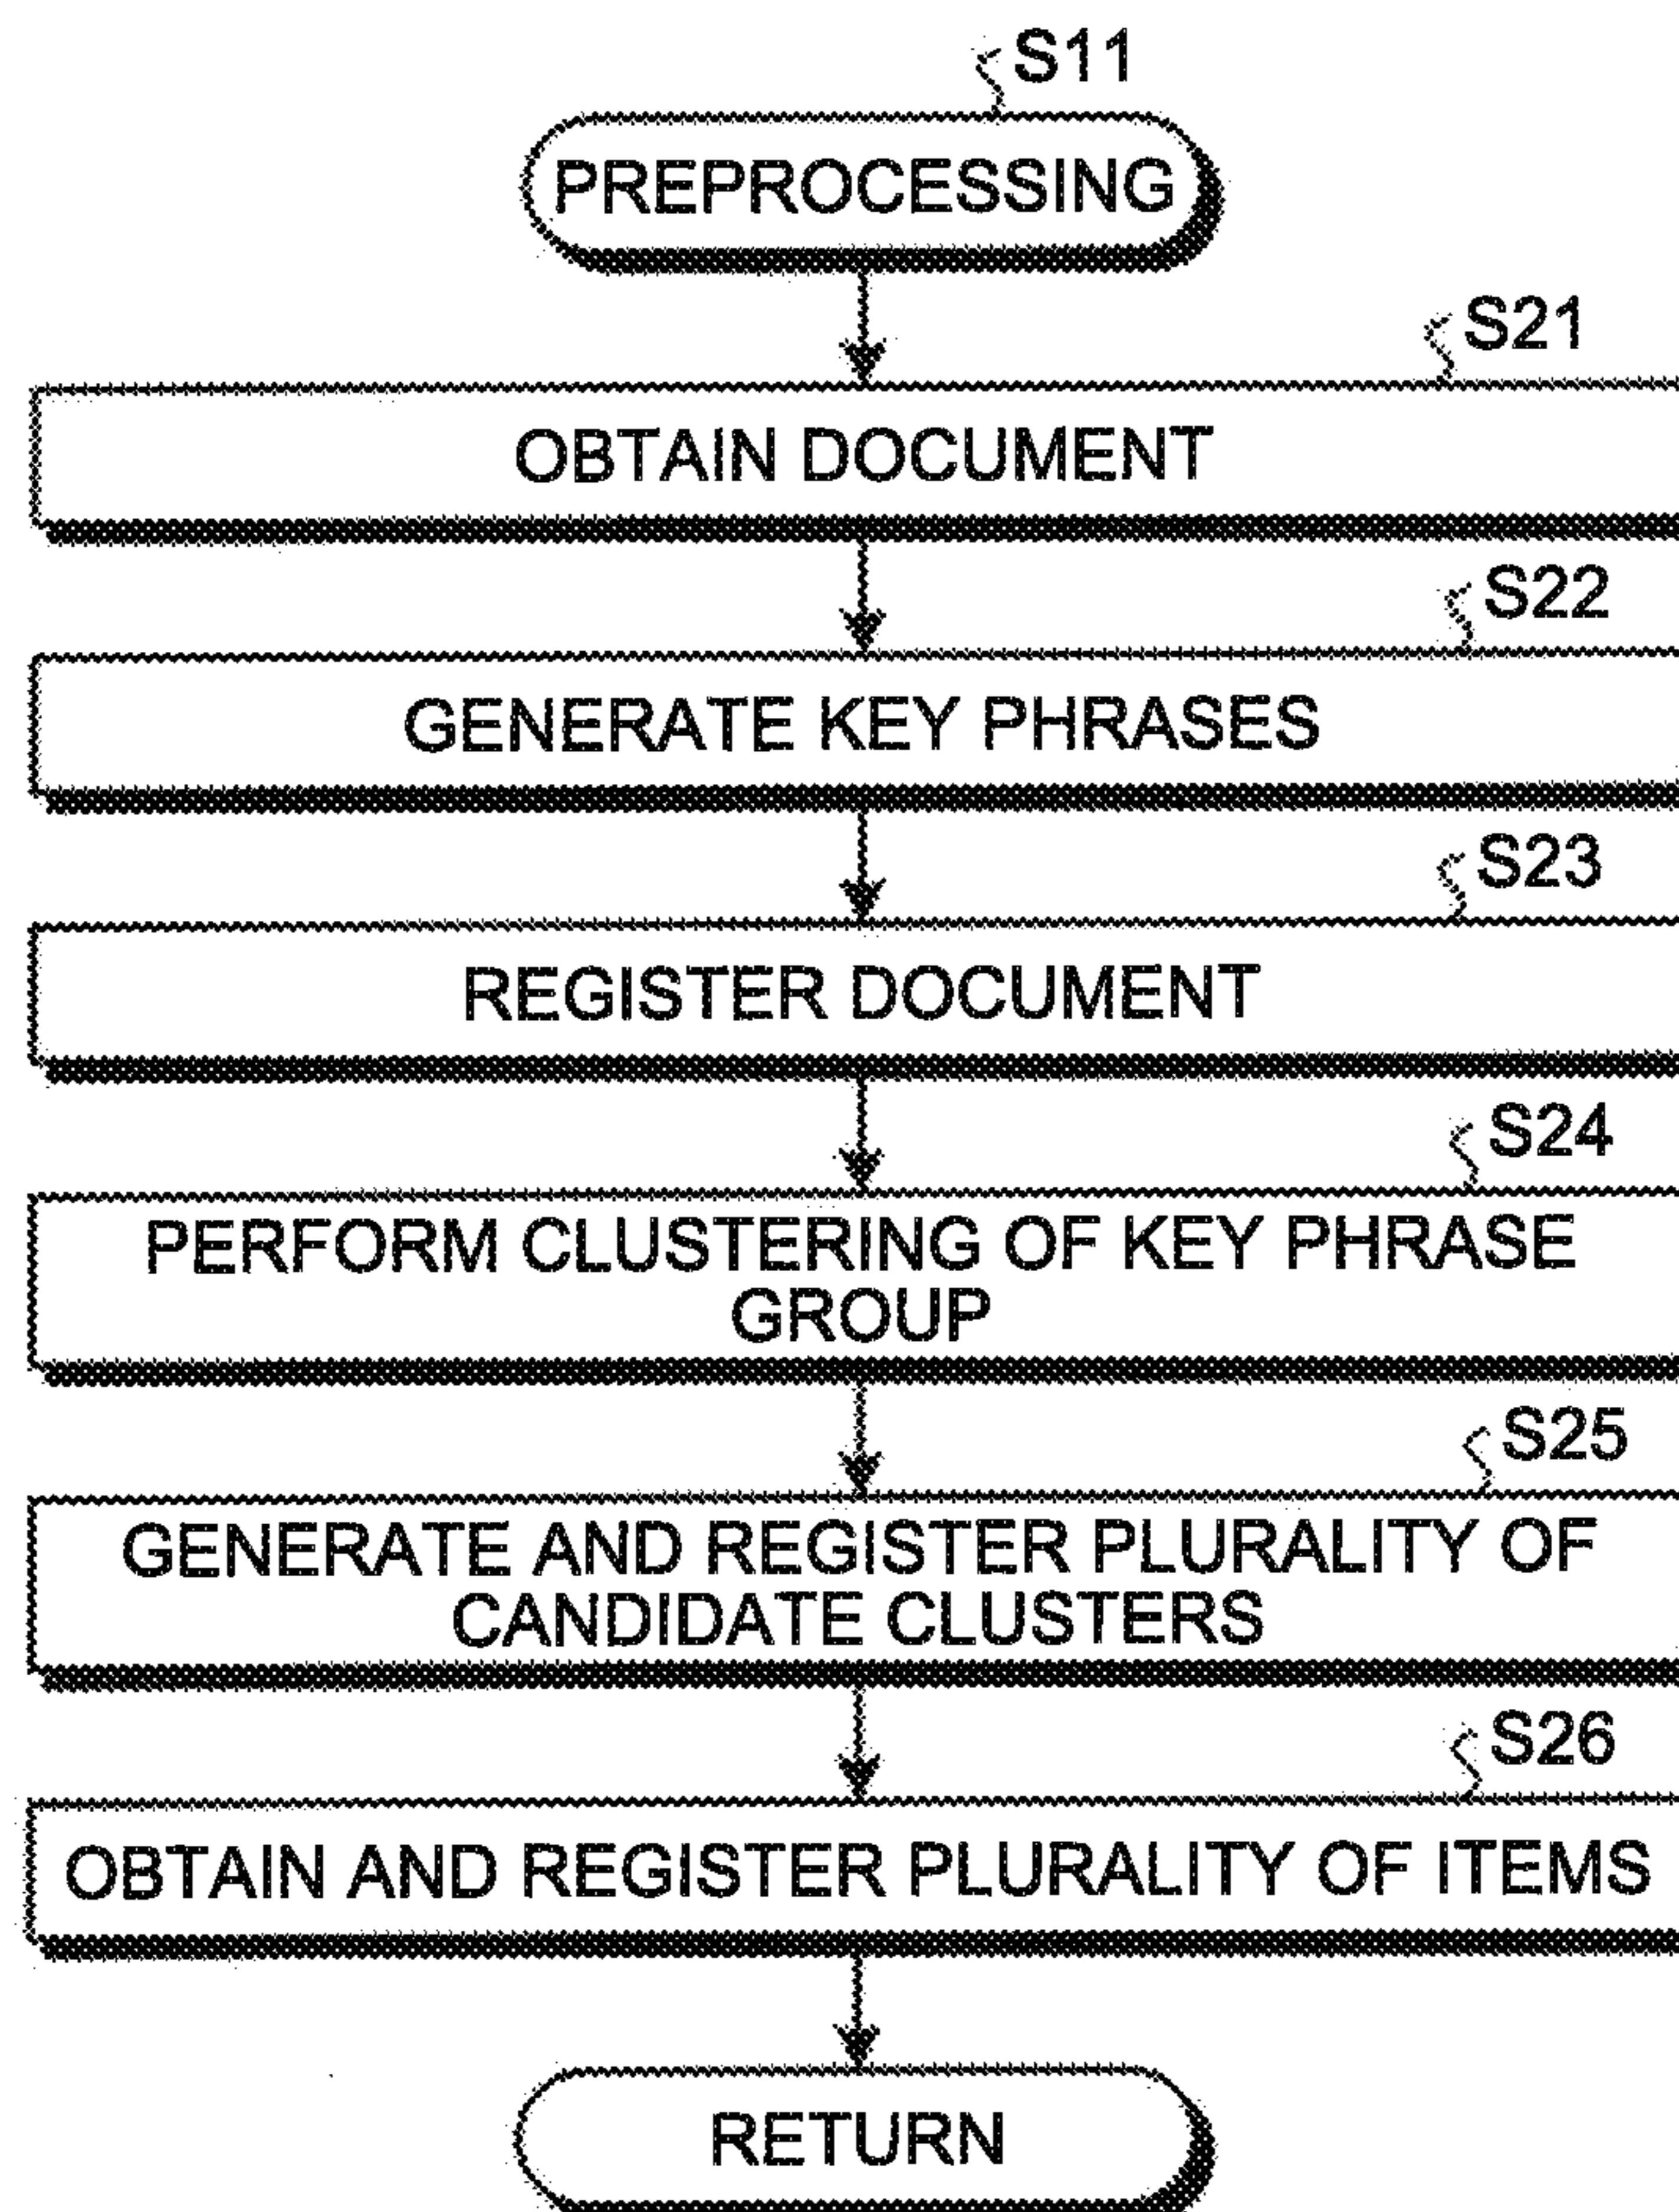 S11
PREPROCESSING
S21
OBTAIN DOCUMENT
S22
GENERATE KEY PHRASES
S23
REGISTER DOCUMENT
S24
PERFORM CLUSTERING OF KEY PHRASE
GROUP
S25
GENERATE AND REGISTER PLURALITY OF
CANDIDATE CLUSTERS
S26
OBTAIN AND REGISTER PLURALITY OF ITEMS
RETURN